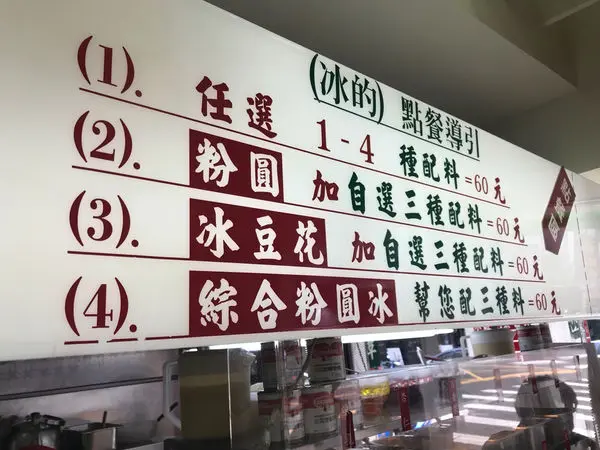 (冰的) 點餐導引
(1). 任選 1-4 種配料=60元
(2). 粉圓 加自選三種配料=60元
(3). 冰豆花 加自選三種配料=60元
(4). 綜合粉圓冰 幫您配三種料=60元